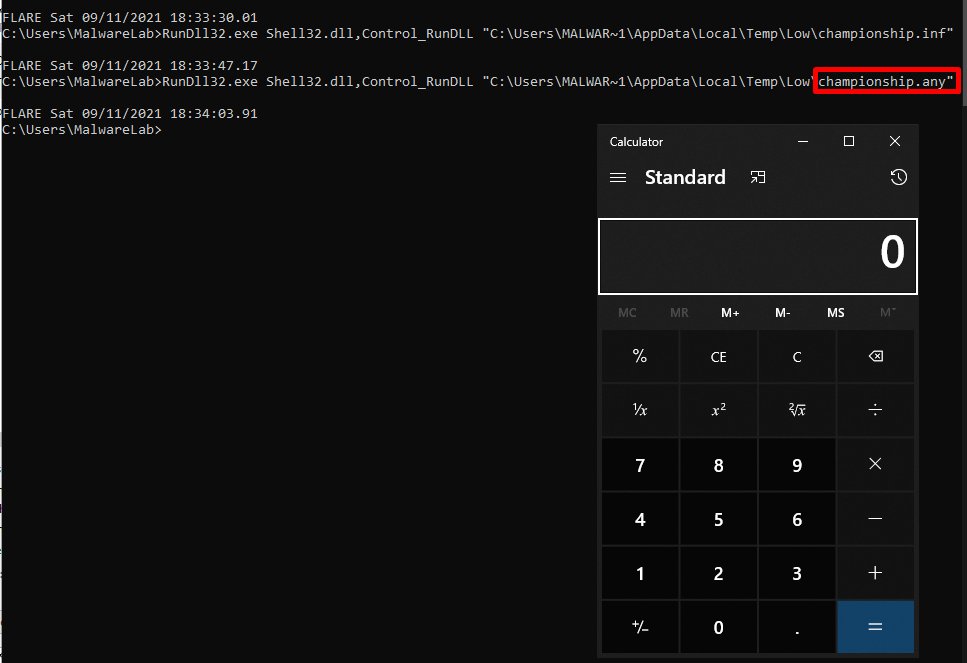 FLARE Sat 09/11/2021 18:33:30.01
C:\Users\MalwareLab>RunDll32.exe Shell32.dll,Control_RunDLL "C:\Users\MALWAR~1\AppData\Local\Temp\Low\championship.inf"
FLARE Sat 09/11/2021 18:33:47.17
C:\Users\MalwareLab>RunDll32.exe Shell32.dll,Control_RunDLL "C:\Users\MALWAR~1\AppData\Local\Temp\Low\championship.any"
FLARE Sat 09/11/2021 18:34:03.91
C:\Users\MalwareLab>
Calculator
Standard
0
MC MR M+ M- MS M˅
% CE C
¹/x x² ²√x ÷
7 8 9 ×
4 5 6 −
1 2 3 +
+/− 0 . =